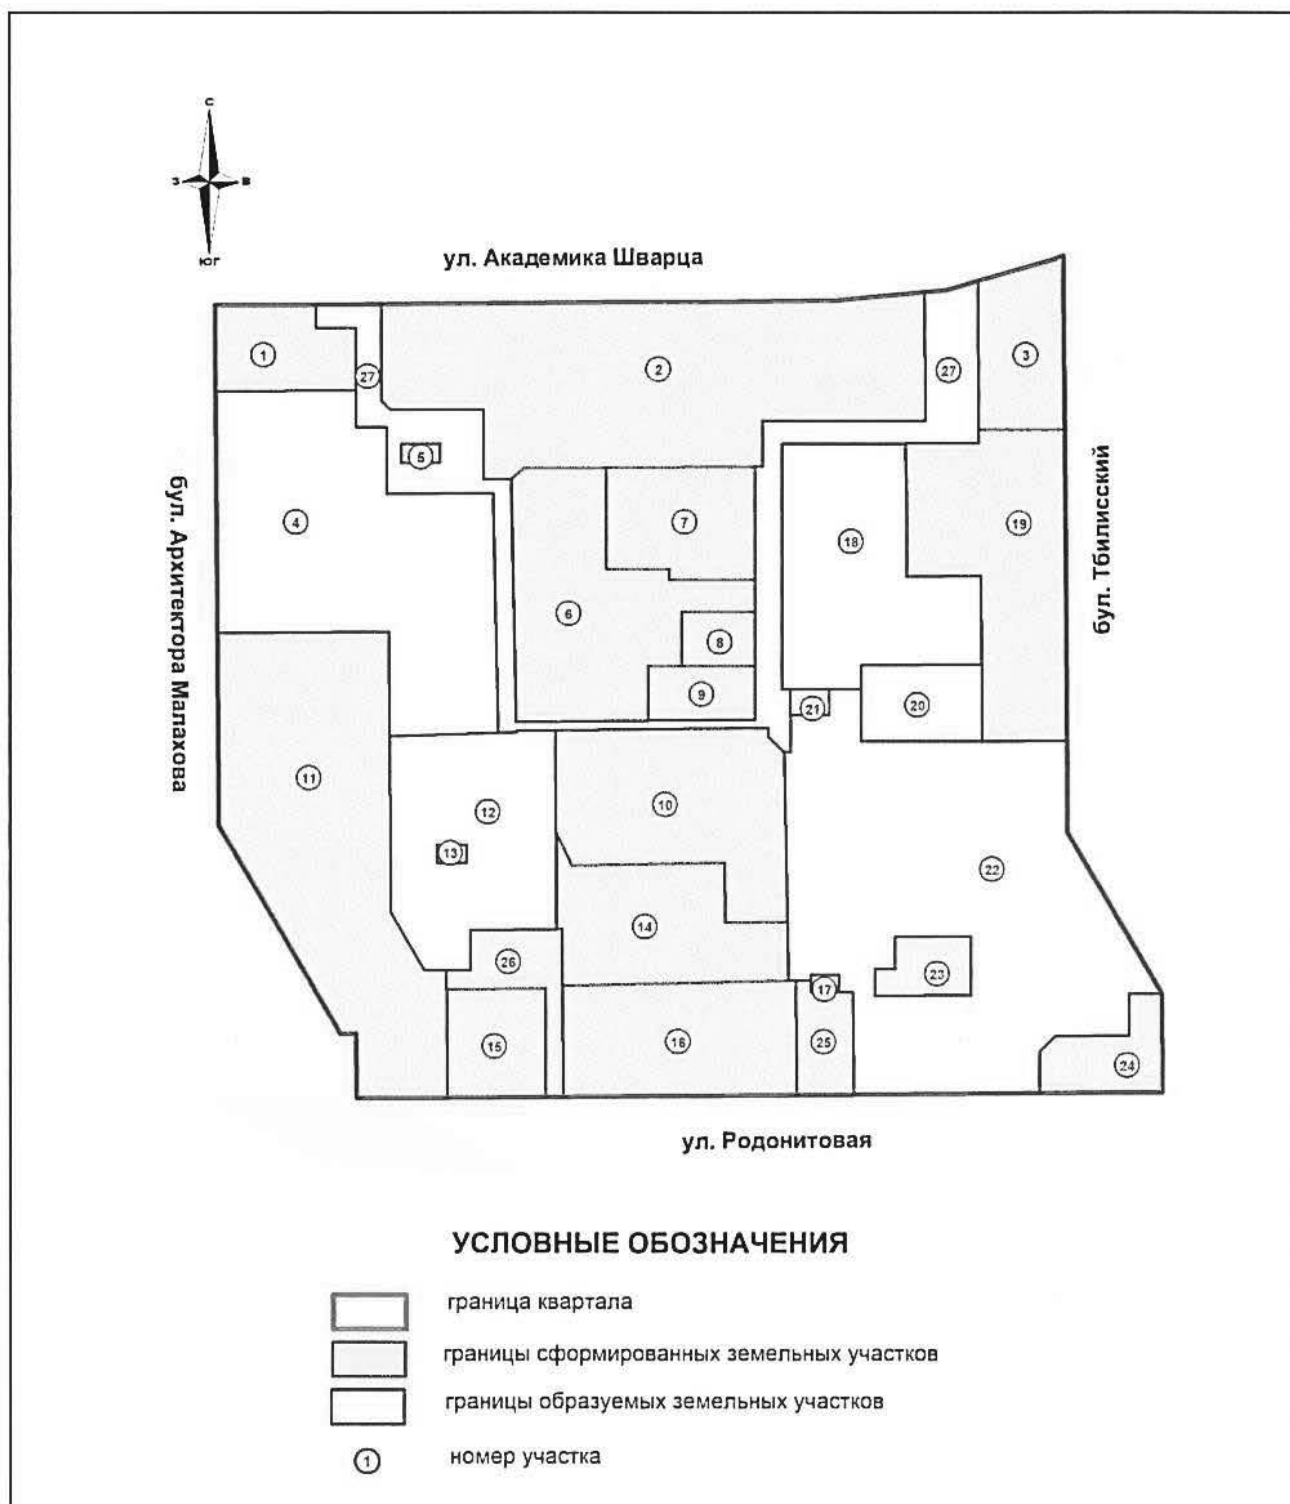 С
З В
ЮГ
ул. Академика Шварца
1
2
3
27
27
5
4
7
18
19
6
8
9
21
20
бул. Архитектора Малахова
бул. Тбилисский
11
12
10
13
22
14
26
23
17
15
16
25
24
ул. Родонитовая
УСЛОВНЫЕ ОБОЗНАЧЕНИЯ
граница квартала
границы сформированных земельных участков
границы образуемых земельных участков
1 номер участка